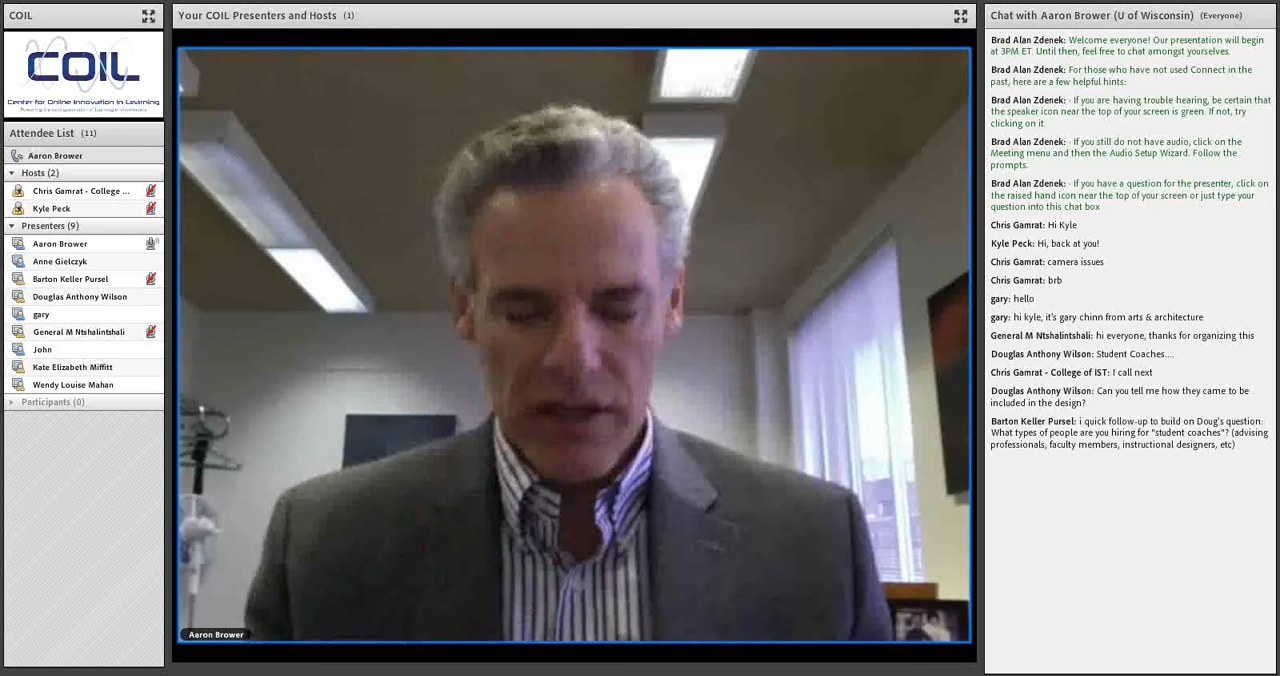 COIL
COIL
Center for Online Innovation in Learning
Attendee List (11)
Aaron Brower
Hosts (2)
Chris Gamrat - College ...
Kyle Peck
Presenters (9)
Aaron Brower
Anne Gielczyk
Barton Keller Pursel
Douglas Anthony Wilson
gary
General M Ntshalintshali
John
Kate Elizabeth Miffitt
Wendy Louise Mahan
Participants (0)
Your COIL Presenters and Hosts (1)
Aaron Brower
Chat with Aaron Brower (U of Wisconsin) (Everyone)
Brad Alan Zdenek: Welcome everyone! Our presentation will begin
at 3PM ET. Until then, feel free to chat amongst yourselves.
Brad Alan Zdenek: For those who have not used Connect in the
past, here are a few helpful hints:
Brad Alan Zdenek: - If you are having trouble hearing, be certain that
the speaker icon near the top of your screen is green. If not, try
clicking on it
Brad Alan Zdenek: - If you still do not have audio, click on the
Meeting menu and then the Audio Setup Wizard. Follow the
prompts.
Brad Alan Zdenek: - If you have a question for the presenter, click on
the raised hand icon near the top of your screen or just type your
question into this chat box
Chris Gamrat: Hi Kyle
Kyle Peck: Hi, back at you!
Chris Gamrat: camera issues
Chris Gamrat: brb
gary: hello
gary: hi kyle, it's gary chinn from arts & architecture
General M Ntshalintshali: hi everyone, thanks for organizing this
Douglas Anthony Wilson: Student Coaches....
Chris Gamrat - College of IST: I call next
Douglas Anthony Wilson: Can you tell me how they came to be
included in the design?
Barton Keller Pursel: i quick follow-up to build on Doug's question:
What types of people are you hiring for "student coaches"? (advising
professionals, faculty members, instructional designers, etc)